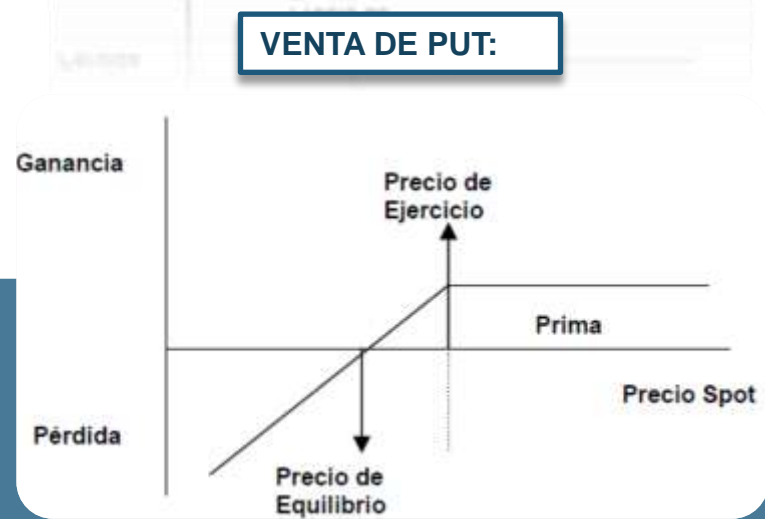 VENTA DE PUT:
Ganancia
Precio de
Ejercicio
Prima
Precio Spot
Pérdida
Precio de
Equilibrio